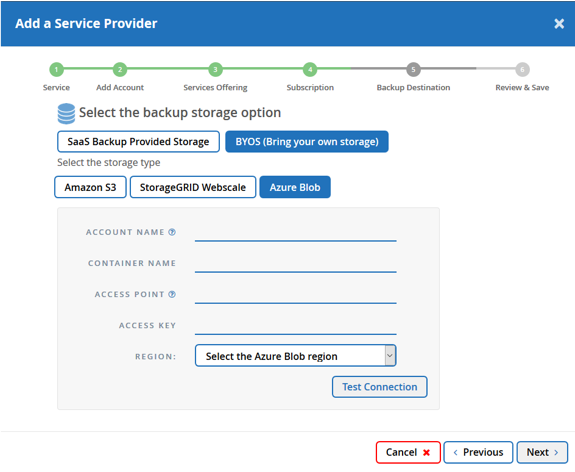 Add a Service Provider
1 2 3 4 5 6
Service Add Account Services Offering Subscription Backup Destination Review & Save
Select the backup storage option
SaaS Backup Provided Storage BYOS (Bring your own storage)
Select the storage type
Amazon S3 StorageGRID Webscale Azure Blob
ACCOUNT NAME ?
CONTAINER NAME
ACCESS POINT ?
ACCESS KEY
REGION: Select the Azure Blob region
Test Connection
Cancel Previous Next